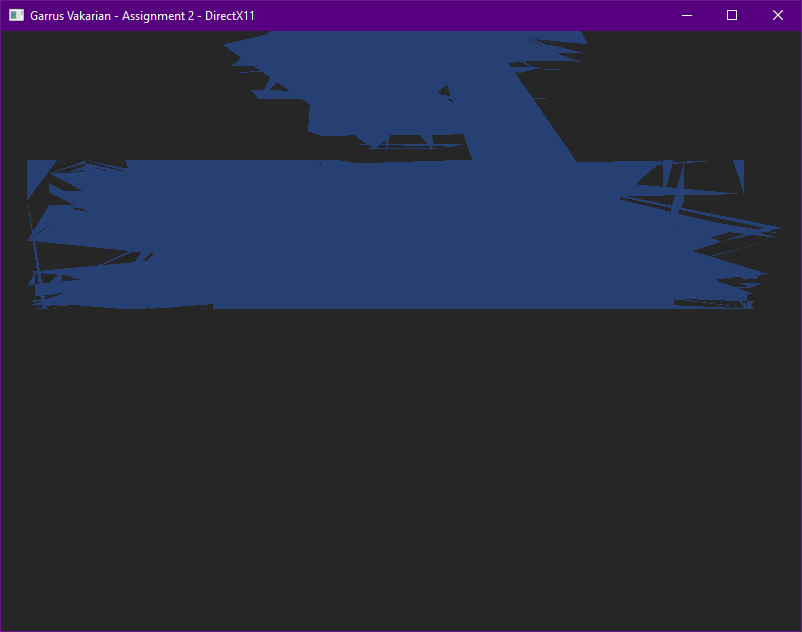 Garrus Vakarian - Assignment 2 - DirectX11